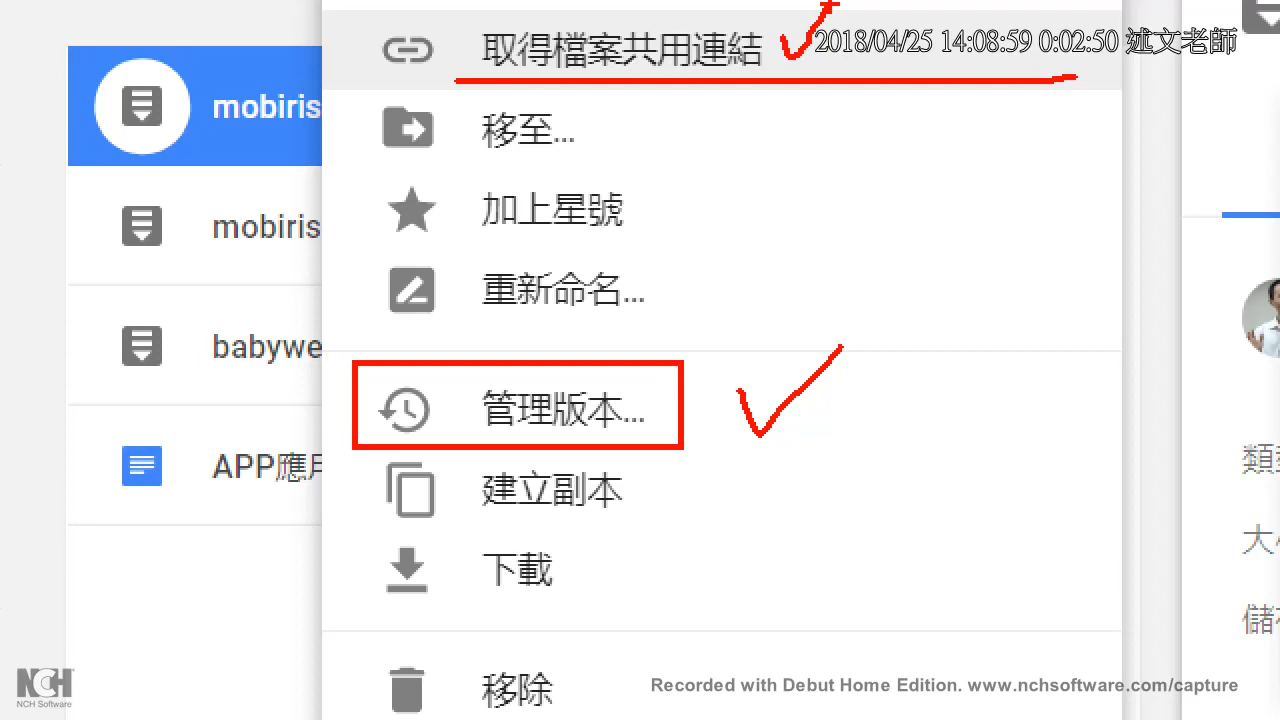 取得檔案共用連結
2018/04/25 14:08:59 0:02:50 述文老師
mobiris
移至...
加上星號
mobiris
重新命名...
babywe
管理版本...
APP應用
建立副本
下載
移除
NCH
NCH Software
Recorded with Debut Home Edition. www.nchsoftware.com/capture